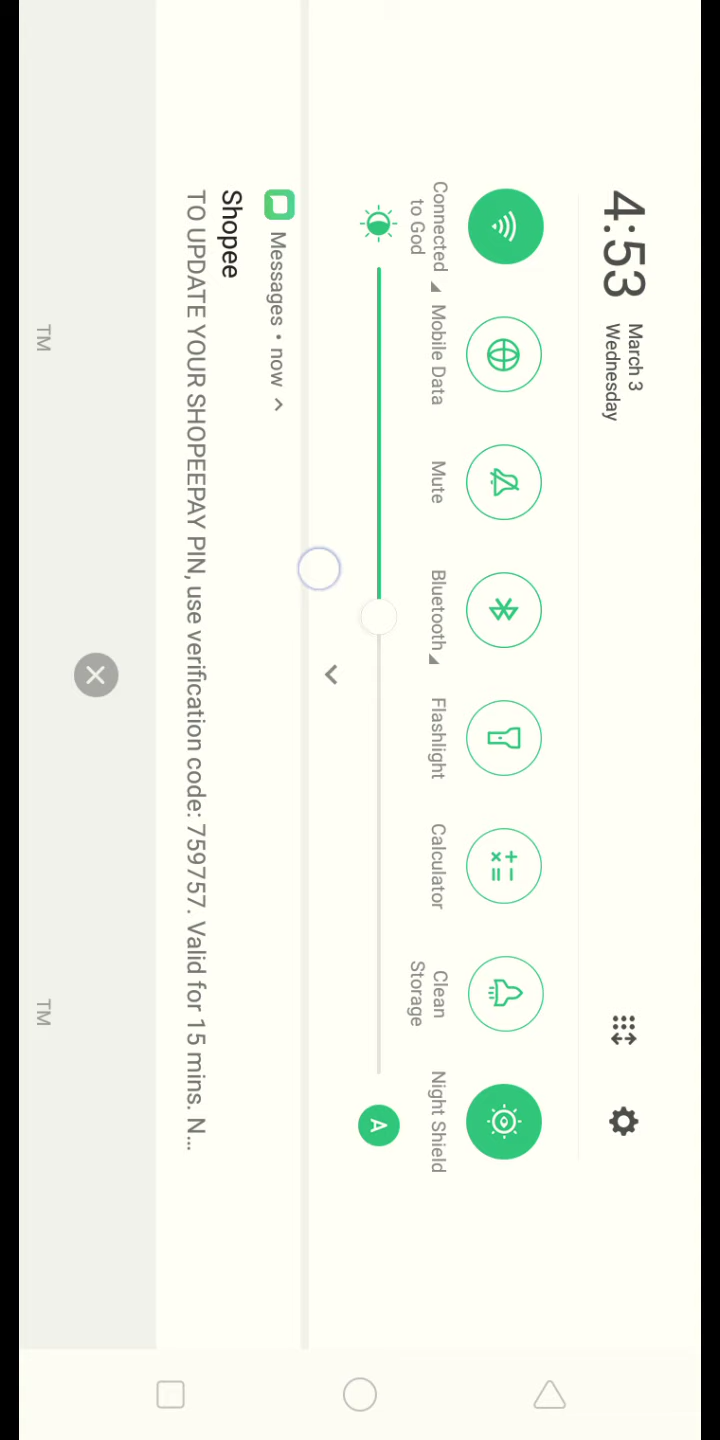 4:53
March 3
Wednesday
Connected
to God
Mobile Data
Mute
Bluetooth
Flashlight
Calculator
Clean
Storage
Night Shield
A
Messages • now
Shopee
TO UPDATE YOUR SHOPEEPAY PIN, use verification code: 759757. Valid for 15 mins. N...
TM
TM